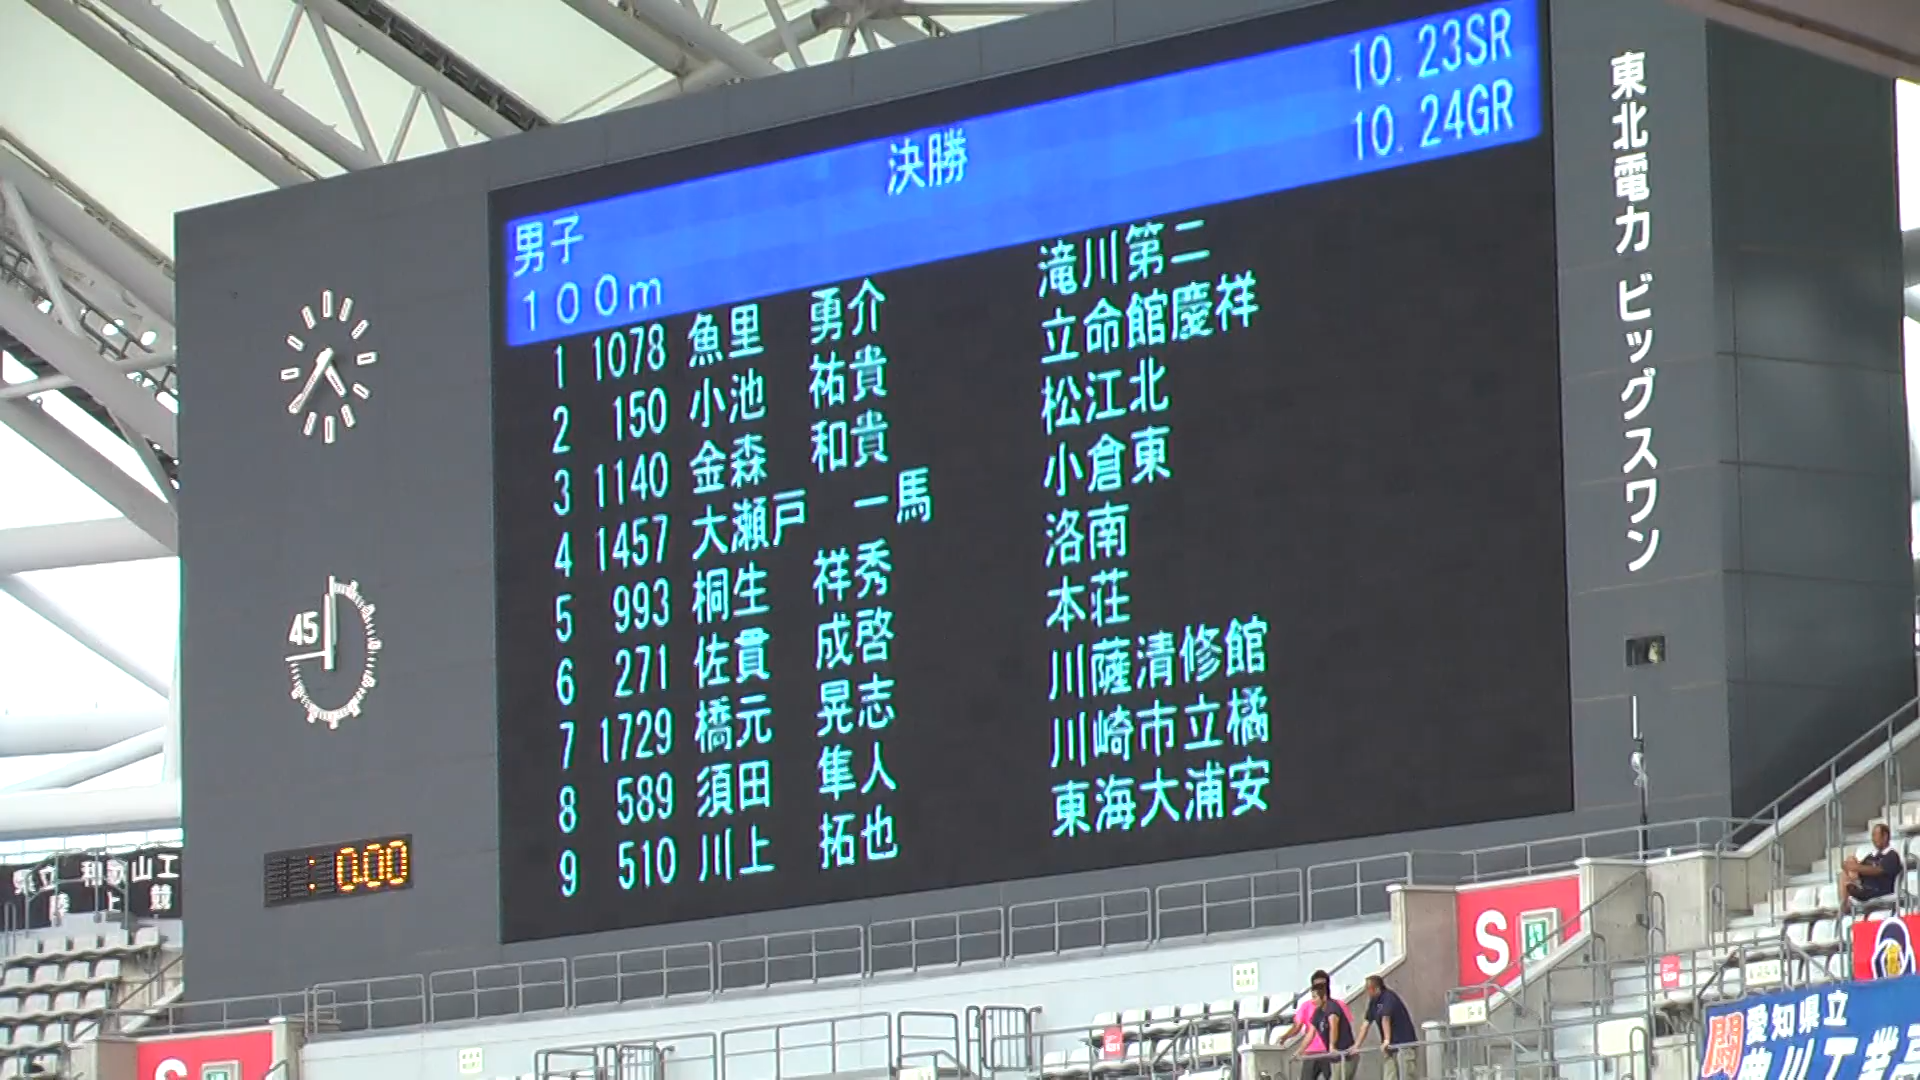 決勝
10.23SR
10.24GR
男子
100m
1 1078 魚里 勇介 滝川第二
2 150 小池 祐貴 立命館慶祥
3 1140 金森 和貴 松江北
4 1457 大瀬戸 一馬 小倉東
5 993 桐生 祥秀 洛南
6 271 佐貫 成啓 本荘
7 1729 橋元 晃志 川薩清修館
8 589 須田 隼人 川崎市立橘
9 510 川上 拓也 東海大浦安
東北電力 ビッグスワン
45
:0.00
S
S
愛知県立